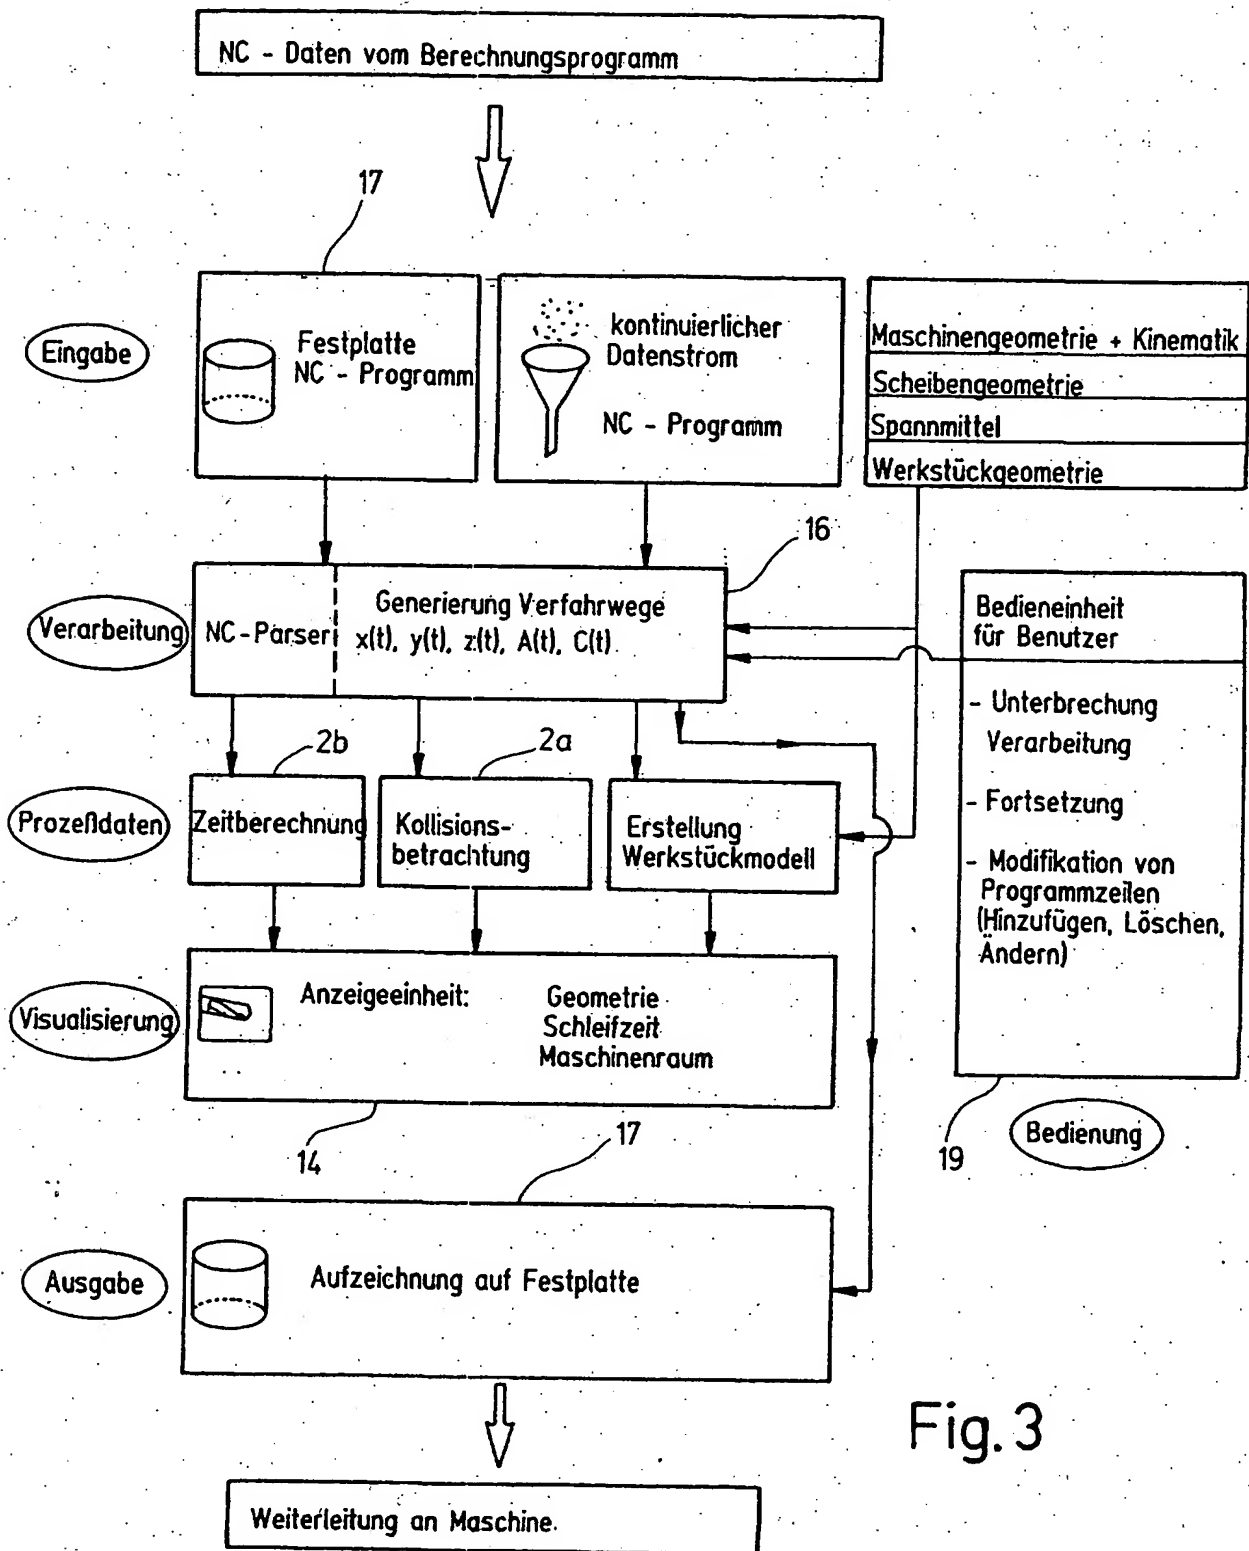 NC - Daten vom Berechnungsprogramm
17
Eingabe
Festplatte
NC - Programm
kontinuierlicher
Datenstrom
NC - Programm
Maschinengeometrie + Kinematik
Scheibengeometrie
Spannmittel
Werkstückgeometrie
16
Verarbeitung
NC-Parser
Generierung Verfahrwege
x(t), y(t), z(t), A(t), C(t)
Bedieneinheit
für Benutzer
- Unterbrechung
Verarbeitung
- Fortsetzung
- Modifikation von
Programmzeilen
(Hinzufügen, Löschen,
Ändern)
19
Bedienung
2b
2a
Prozeßdaten
Zeitberechnung
Kollisions-
betrachtung
Erstellung
Werkstückmodell
Visualisierung
Anzeigeeinheit:
Geometrie
Schleifzeit
Maschinenraum
14
17
Ausgabe
Aufzeichnung auf Festplatte
Weiterleitung an Maschine.
Fig. 3